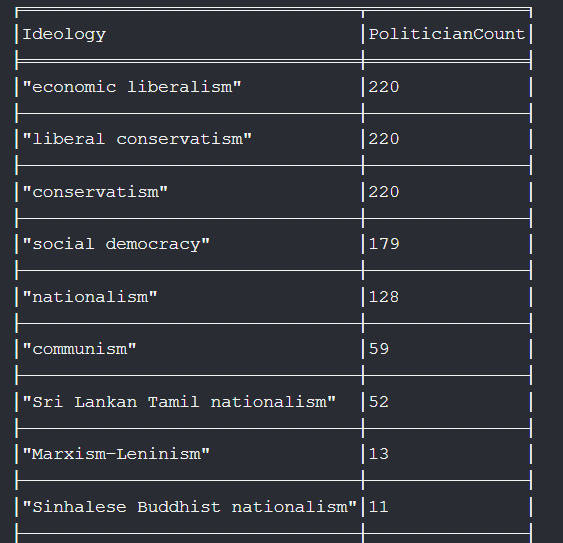 Ideology PoliticianCount
"economic liberalism" 220
"liberal conservatism" 220
"conservatism" 220
"social democracy" 179
"nationalism" 128
"communism" 59
"Sri Lankan Tamil nationalism" 52
"Marxism–Leninism" 13
"Sinhalese Buddhist nationalism" 11